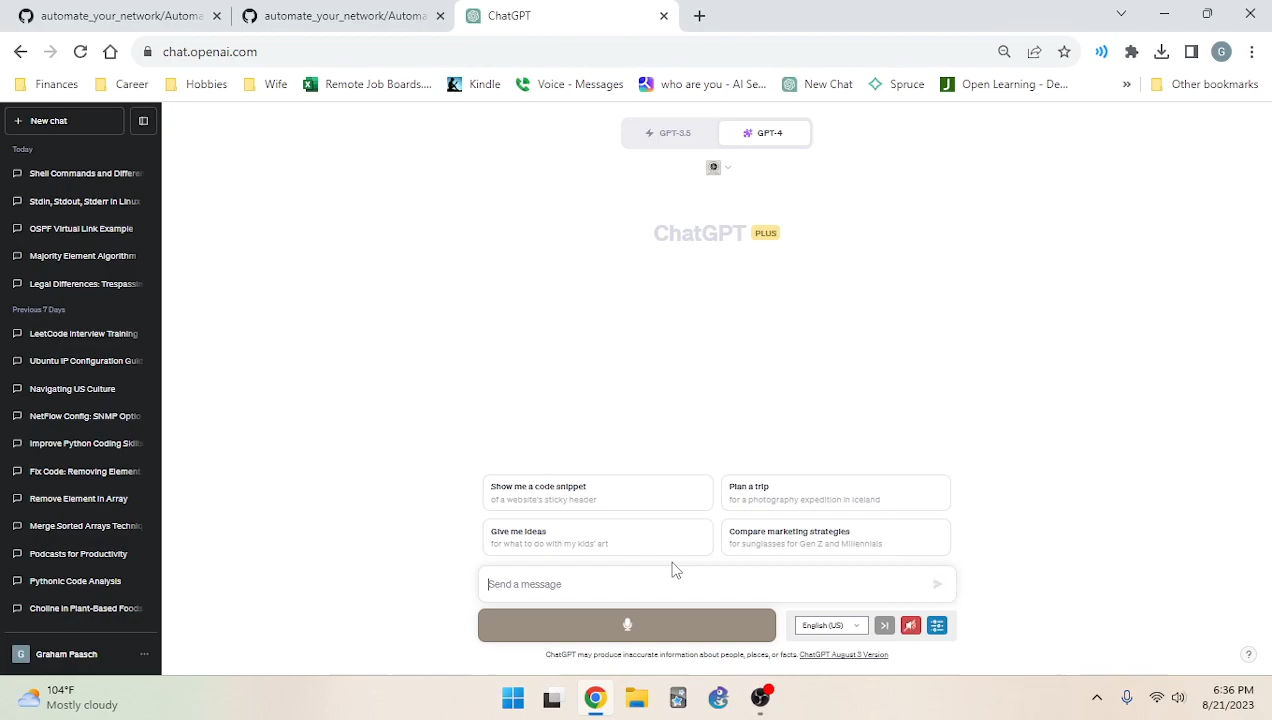 automate_your_network/Automa
automate_your_network/Automa
ChatGPT
chat.openai.com
G
Finances
Career
Hobbies
Wife
Remote Job Boards....
Kindle
Voice - Messages
who are you - AI Se...
New Chat
Spruce
Open Learning - De...
»
Other bookmarks
New chat
GPT-3.5
GPT-4
Today
Shell Commands and Differen
Stdin, Stdout, Stderr in Linux
OSPF Virtual Link Example
Majority Element Algorithm
Legal Differences: Trespassin
Previous 7 Days
LeetCode Interview Training
Ubuntu IP Configuration Guid
Navigating US Culture
NetFlow Config: SNMP Optio
Improve Python Coding Skills
Fix Code: Removing Element
Remove Element in Array
Merge Sorted Arrays Techniq
Podcasts for Productivity
Pythonic Code Analysis
Choline in Plant-Based Foods
G Graham Paasch ...
ChatGPT PLUS
Show me a code snippet
of a website's sticky header
Plan a trip
for a photography expedition in Iceland
Give me ideas
for what to do with my kids' art
Compare marketing strategies
for sunglasses for Gen Z and Millennials
Send a message
English (US)
ChatGPT may produce inaccurate information about people, places, or facts. ChatGPT August 3 Version
?
104°F
Mostly cloudy
6:36 PM
8/21/2023